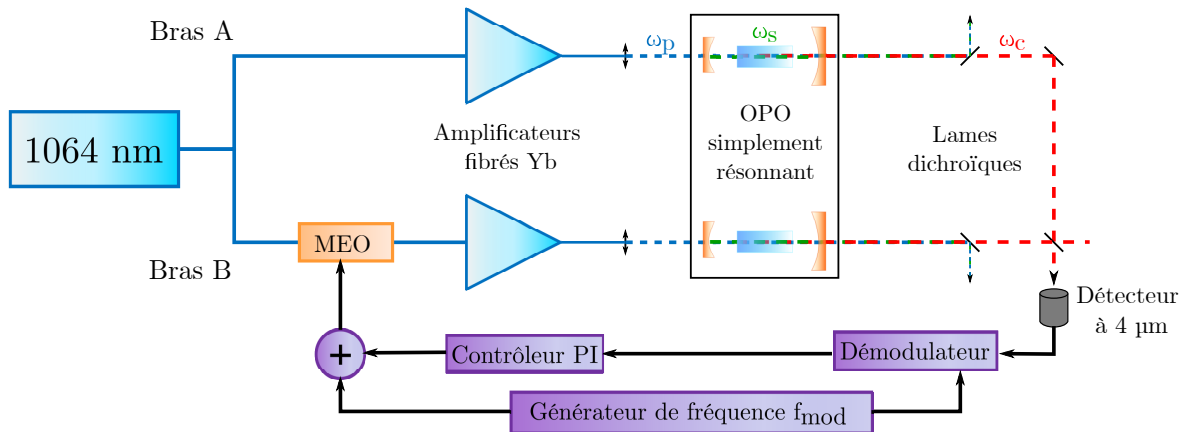 Bras A
ωp
ωs
ωc
1064 nm
Amplificateurs
fibrés Yb
OPO
simplement
résonnant
Lames
dichroïques
MEO
Bras B
Détecteur
à 4 µm
+
Contrôleur PI
Démodulateur
Générateur de fréquence fmod